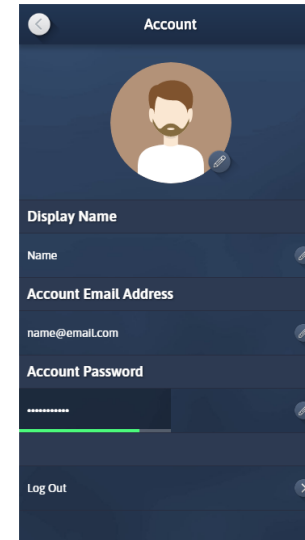 Account
Display Name
Name
Account Email Address
name@email.com
Account Password
•••••••••••
Log Out